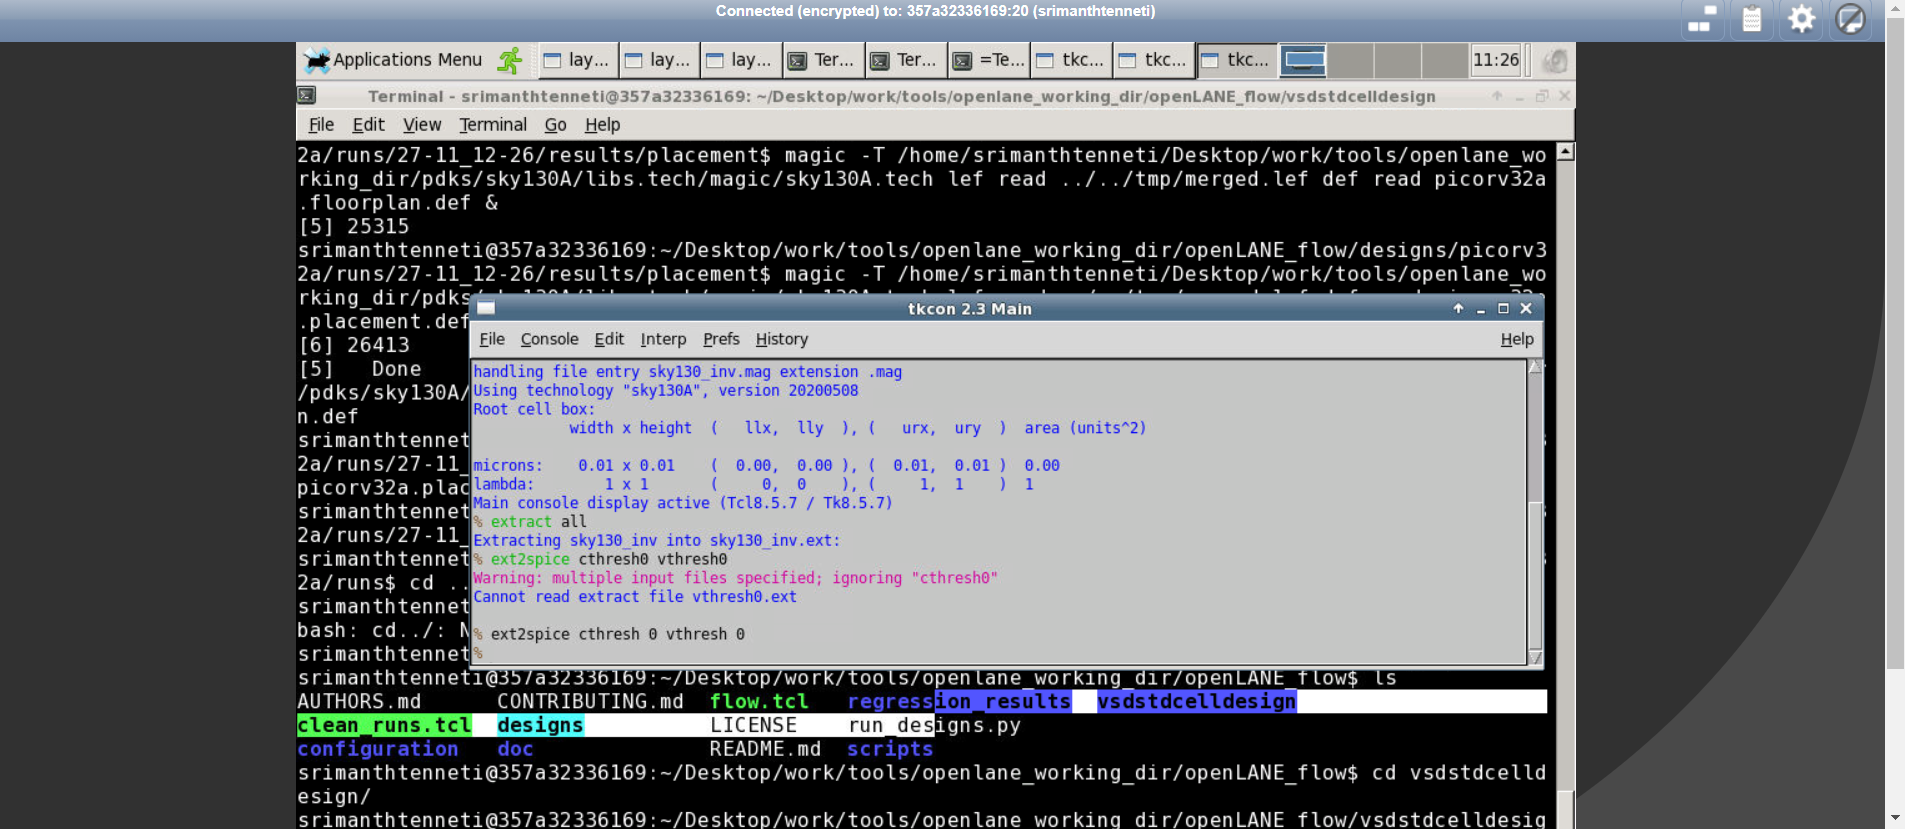 Connected (encrypted) to: 357a32336169:20 (srimanthtenneti)
Applications Menu lay... lay... lay... Ter... Ter... =Te... tkc... tkc... tkc... 11:26
Terminal - srimanthtenneti@357a32336169: ~/Desktop/work/tools/openlane_working_dir/openLANE_flow/vsdstdcelldesign
File Edit View Terminal Go Help
2a/runs/27-11_12-26/results/placement$ magic -T /home/srimanthtenneti/Desktop/work/tools/openlane_wo
rking_dir/pdks/sky130A/libs.tech/magic/sky130A.tech lef read ../../tmp/merged.lef def read picorv32a
.floorplan.def &
[5] 25315
srimanthtenneti@357a32336169:~/Desktop/work/tools/openlane_working_dir/openLANE_flow/designs/picorv3
2a/runs/27-11_12-26/results/placement$ magic -T /home/srimanthtenneti/Desktop/work/tools/openlane_wo
rking_dir/pdks
.placement.def
[6] 26413
[5]   Done
/pdks/sky130A/
n.def
srimanthtennet
2a/runs/27-11_
picorv32a.plac
srimanthtennet
2a/runs/27-11_
srimanthtennet
2a/runs$ cd ..
srimanthtennet
bash: cd../: N
srimanthtennet
tkcon 2.3 Main
File Console Edit Interp Prefs History Help
handling file entry sky130_inv.mag extension .mag
Using technology "sky130A", version 20200508
Root cell box:
width x height  (   llx,  lly  ), (   urx,  ury  )  area (units^2)
microns:    0.01 x 0.01    (  0.00,  0.00 ), (  0.01,  0.01 )  0.00
lambda:        1 x 1       (     0,  0    ), (     1,  1    )  1
Main console display active (Tcl8.5.7 / Tk8.5.7)
% extract all
Extracting sky130_inv into sky130_inv.ext:
% ext2spice cthresh0 vthresh0
Warning: multiple input files specified; ignoring "cthresh0"
Cannot read extract file vthresh0.ext
% ext2spice cthresh 0 vthresh 0
%
srimanthtenneti@357a32336169:~/Desktop/work/tools/openlane_working_dir/openLANE_flow$ ls
AUTHORS.md      CONTRIBUTING.md  flow.tcl   regression_results  vsdstdcelldesign
clean_runs.tcl  designs          LICENSE    run_designs.py
configuration   doc              README.md  scripts
srimanthtenneti@357a32336169:~/Desktop/work/tools/openlane_working_dir/openLANE_flow$ cd vsdstdcelld
esign/
srimanthtenneti@357a32336169:~/Desktop/work/tools/openlane_working_dir/openLANE_flow/vsdstdcelldesig